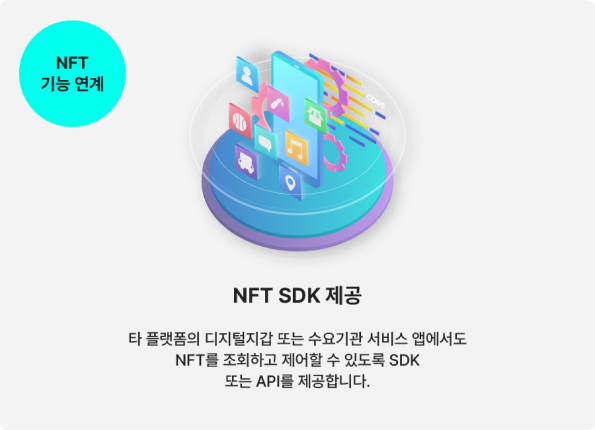 NFT
기능 연계
CODE
NFT SDK 제공
타 플랫폼의 디지털지갑 또는 수요기관 서비스 앱에서도
NFT를 조회하고 제어할 수 있도록 SDK
또는 API를 제공합니다.